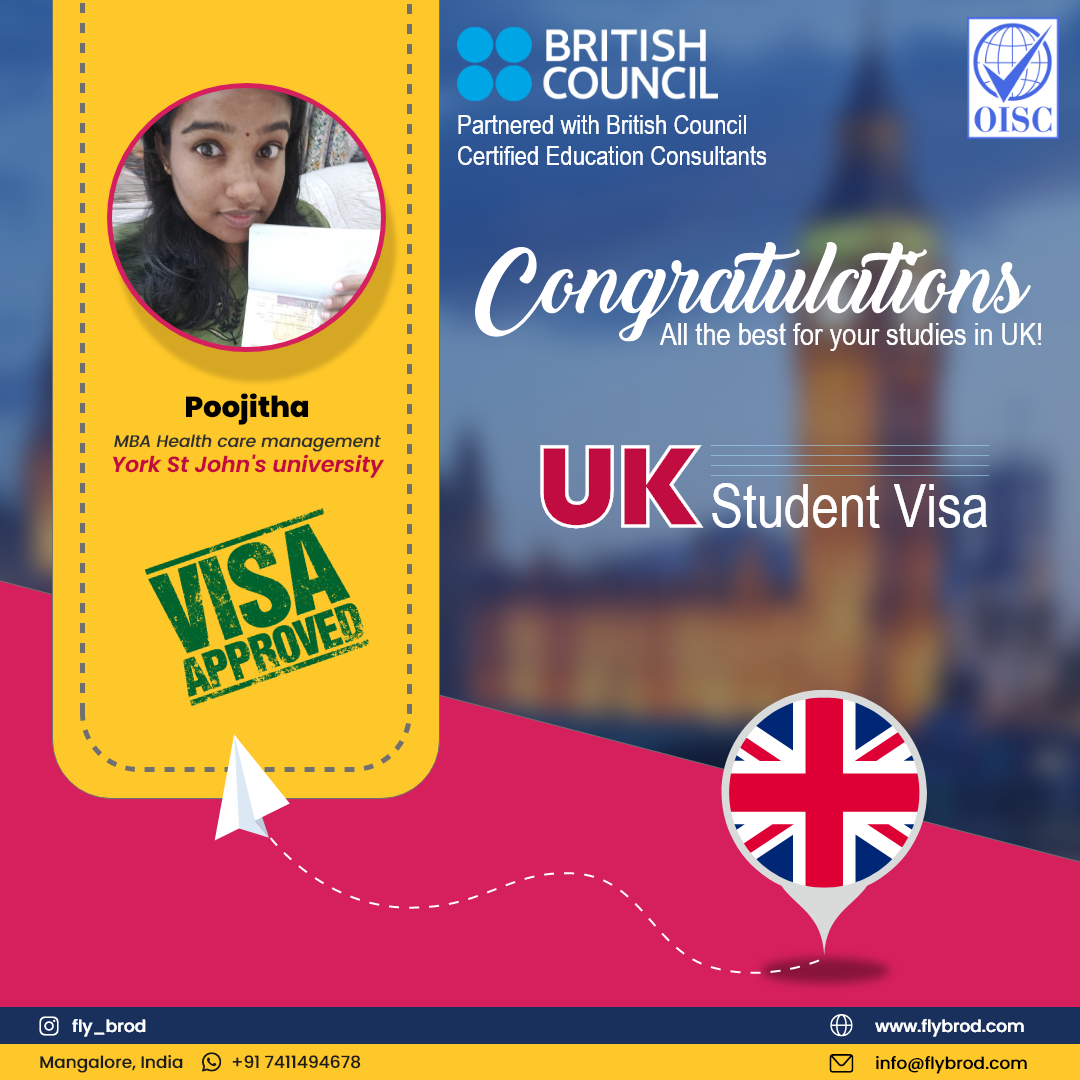 BRITISH
COUNCIL
Partnered with British Council
Certified Education Consultants
OISC
Congratulations
All the best for your studies in UK!
Poojitha
MBA Health care management
York St John's university
UK Student Visa
VISA
APPROVED
fly_brod
www.flybrod.com
Mangalore, India
+91 7411494678
info@flybrod.com